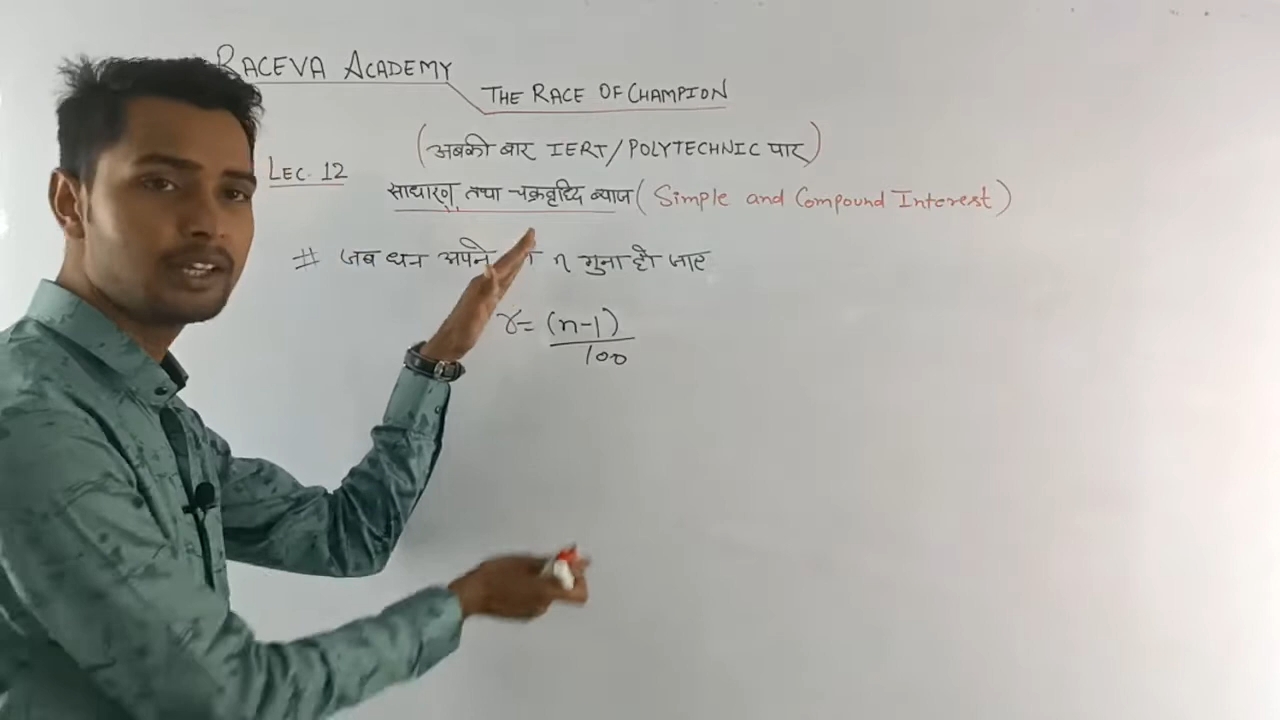 RACEVA ACADEMY
THE RACE OF CHAMPION
(अबकी बार IERT/POLYTECHNIC पार)
LEC. 12
साधारण तथा चक्रवृद्धि ब्याज (Simple and Compound Interest)
# जब धन अपने n गुना हो जाए
r = (n-1)
100